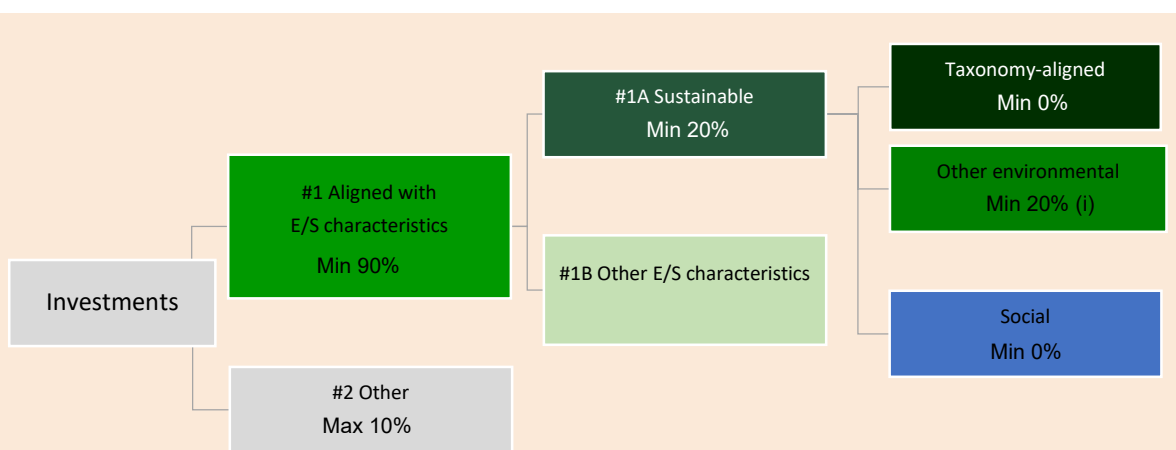 Investments
#1 Aligned with
E/S characteristics
Min 90%
#2 Other
Max 10%
#1A Sustainable
Min 20%
#1B Other E/S characteristics
Taxonomy-aligned
Min 0%
Other environmental
Min 20% (i)
Social
Min 0%